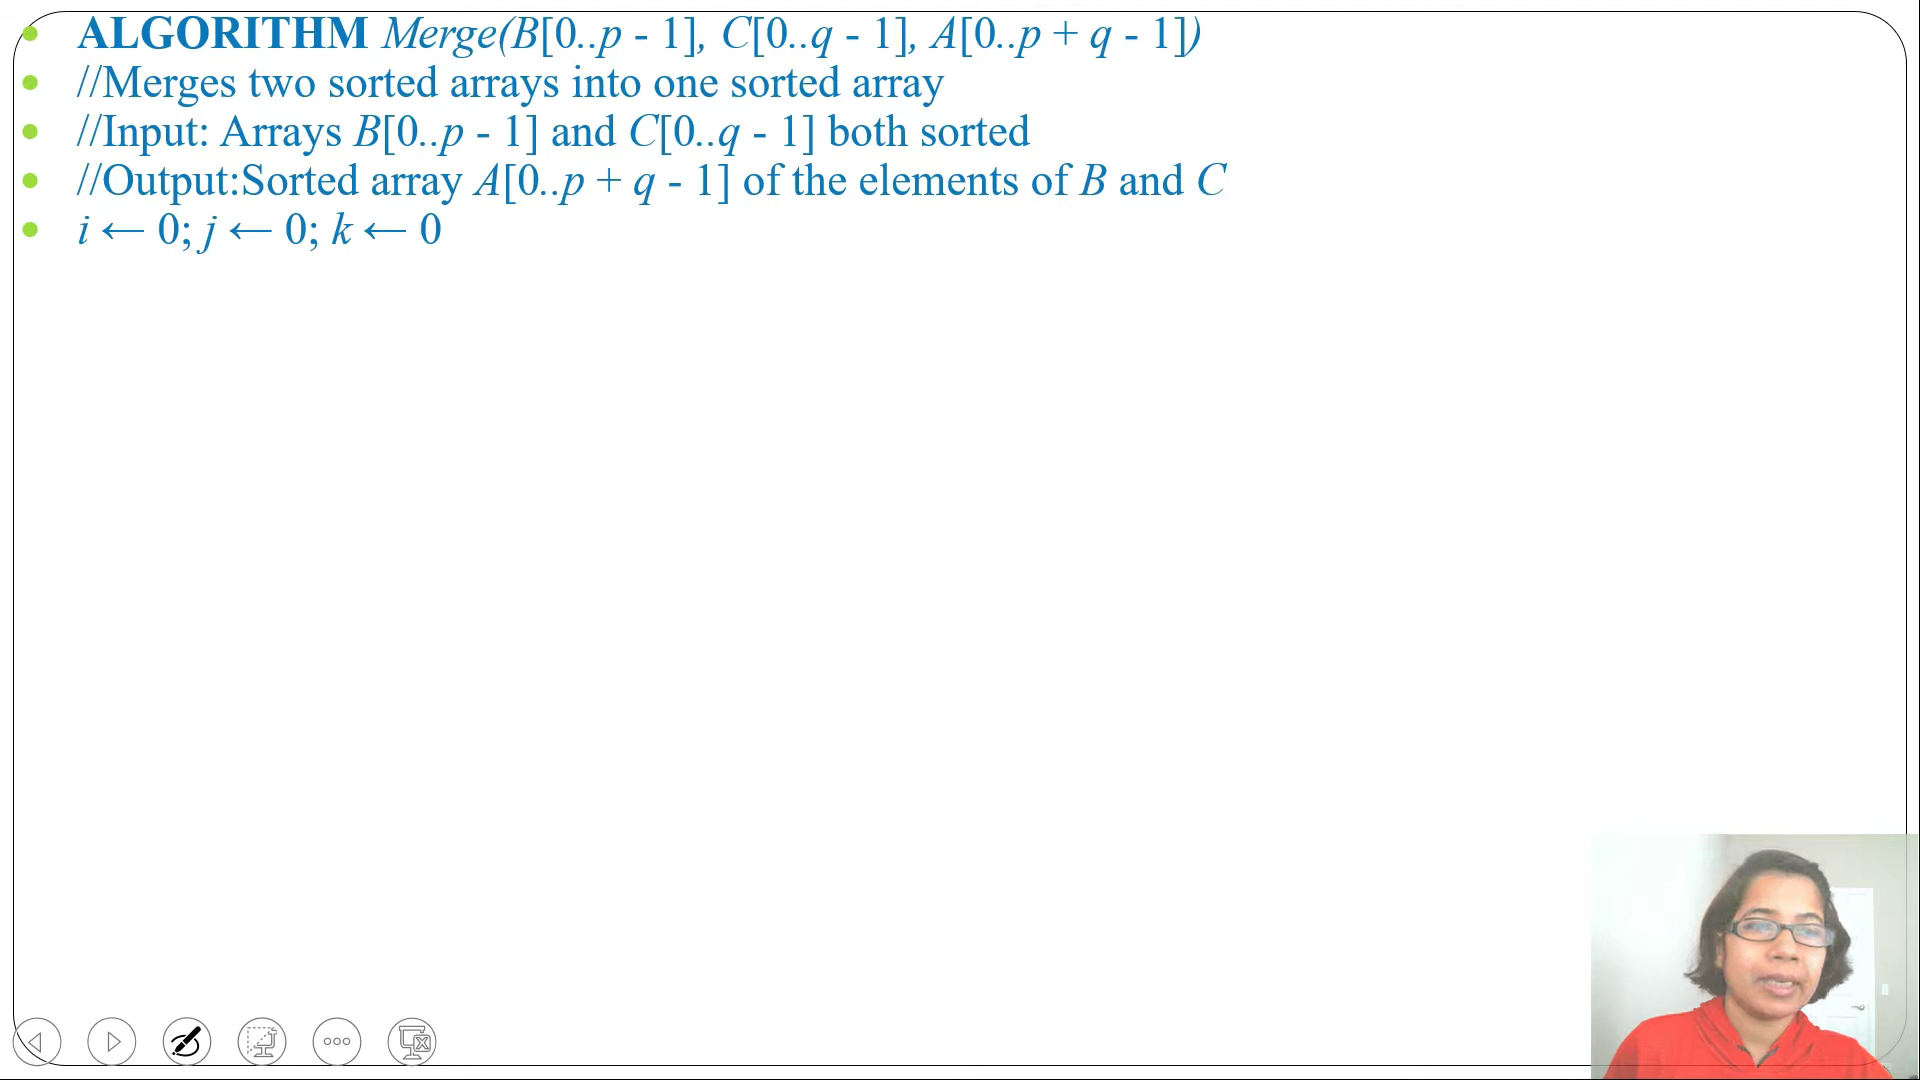 ALGORITHM Merge(B[0..p - 1], C[0..q - 1], A[0..p + q - 1])
//Merges two sorted arrays into one sorted array
//Input: Arrays B[0..p - 1] and C[0..q - 1] both sorted
//Output:Sorted array A[0..p + q - 1] of the elements of B and C
i ← 0; j ← 0; k ← 0